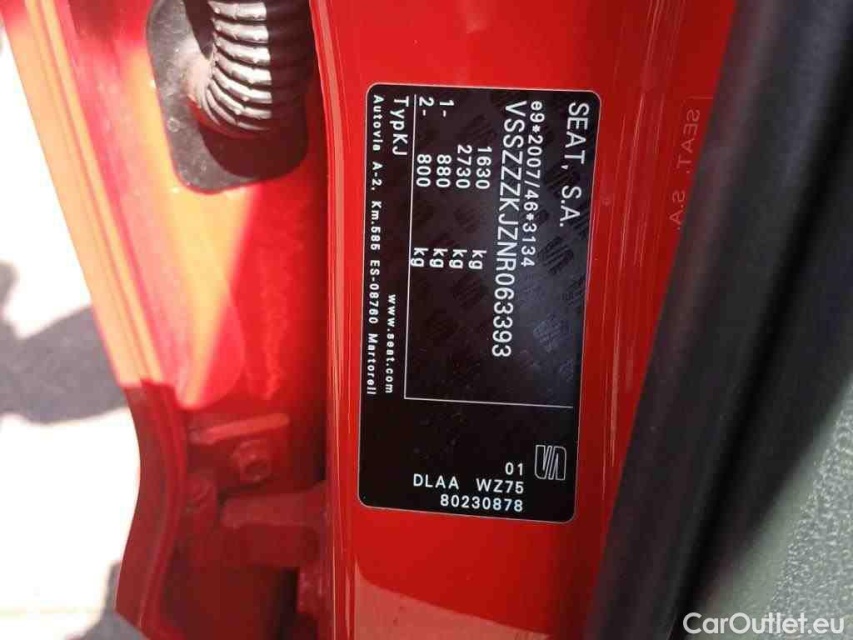 SEAT, S.A.
e9*2007/46*3134
VSSZZZKJZNR063393
1630 kg
2730 kg
1- 880 kg
2- 800 kg
TypKJ
www.seat.com
Autovia A-2, Km.585 ES-08760 Martorell
01
DLAA WZ75
80230878
SEAT, S.A.
CarOutlet.eu